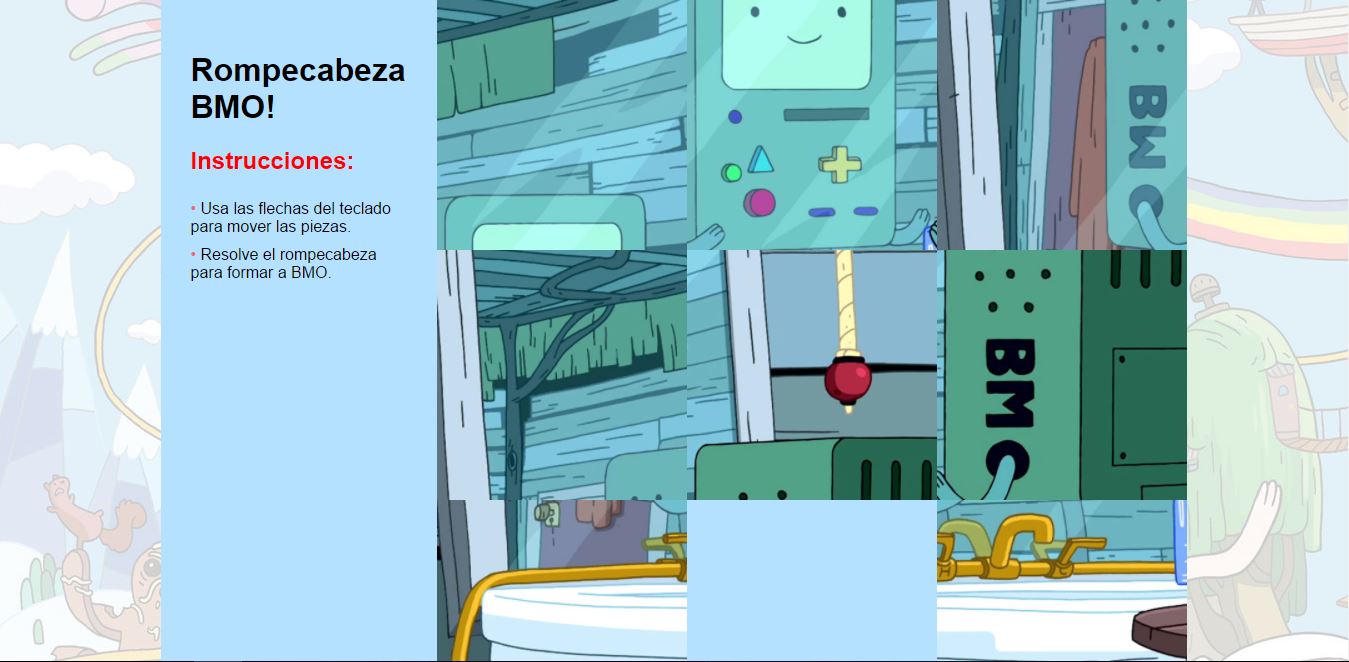 Rompecabeza
BMO!
Instrucciones:
• Usa las flechas del teclado
para mover las piezas.
• Resolve el rompecabeza
para formar a BMO.
BMO
BMO